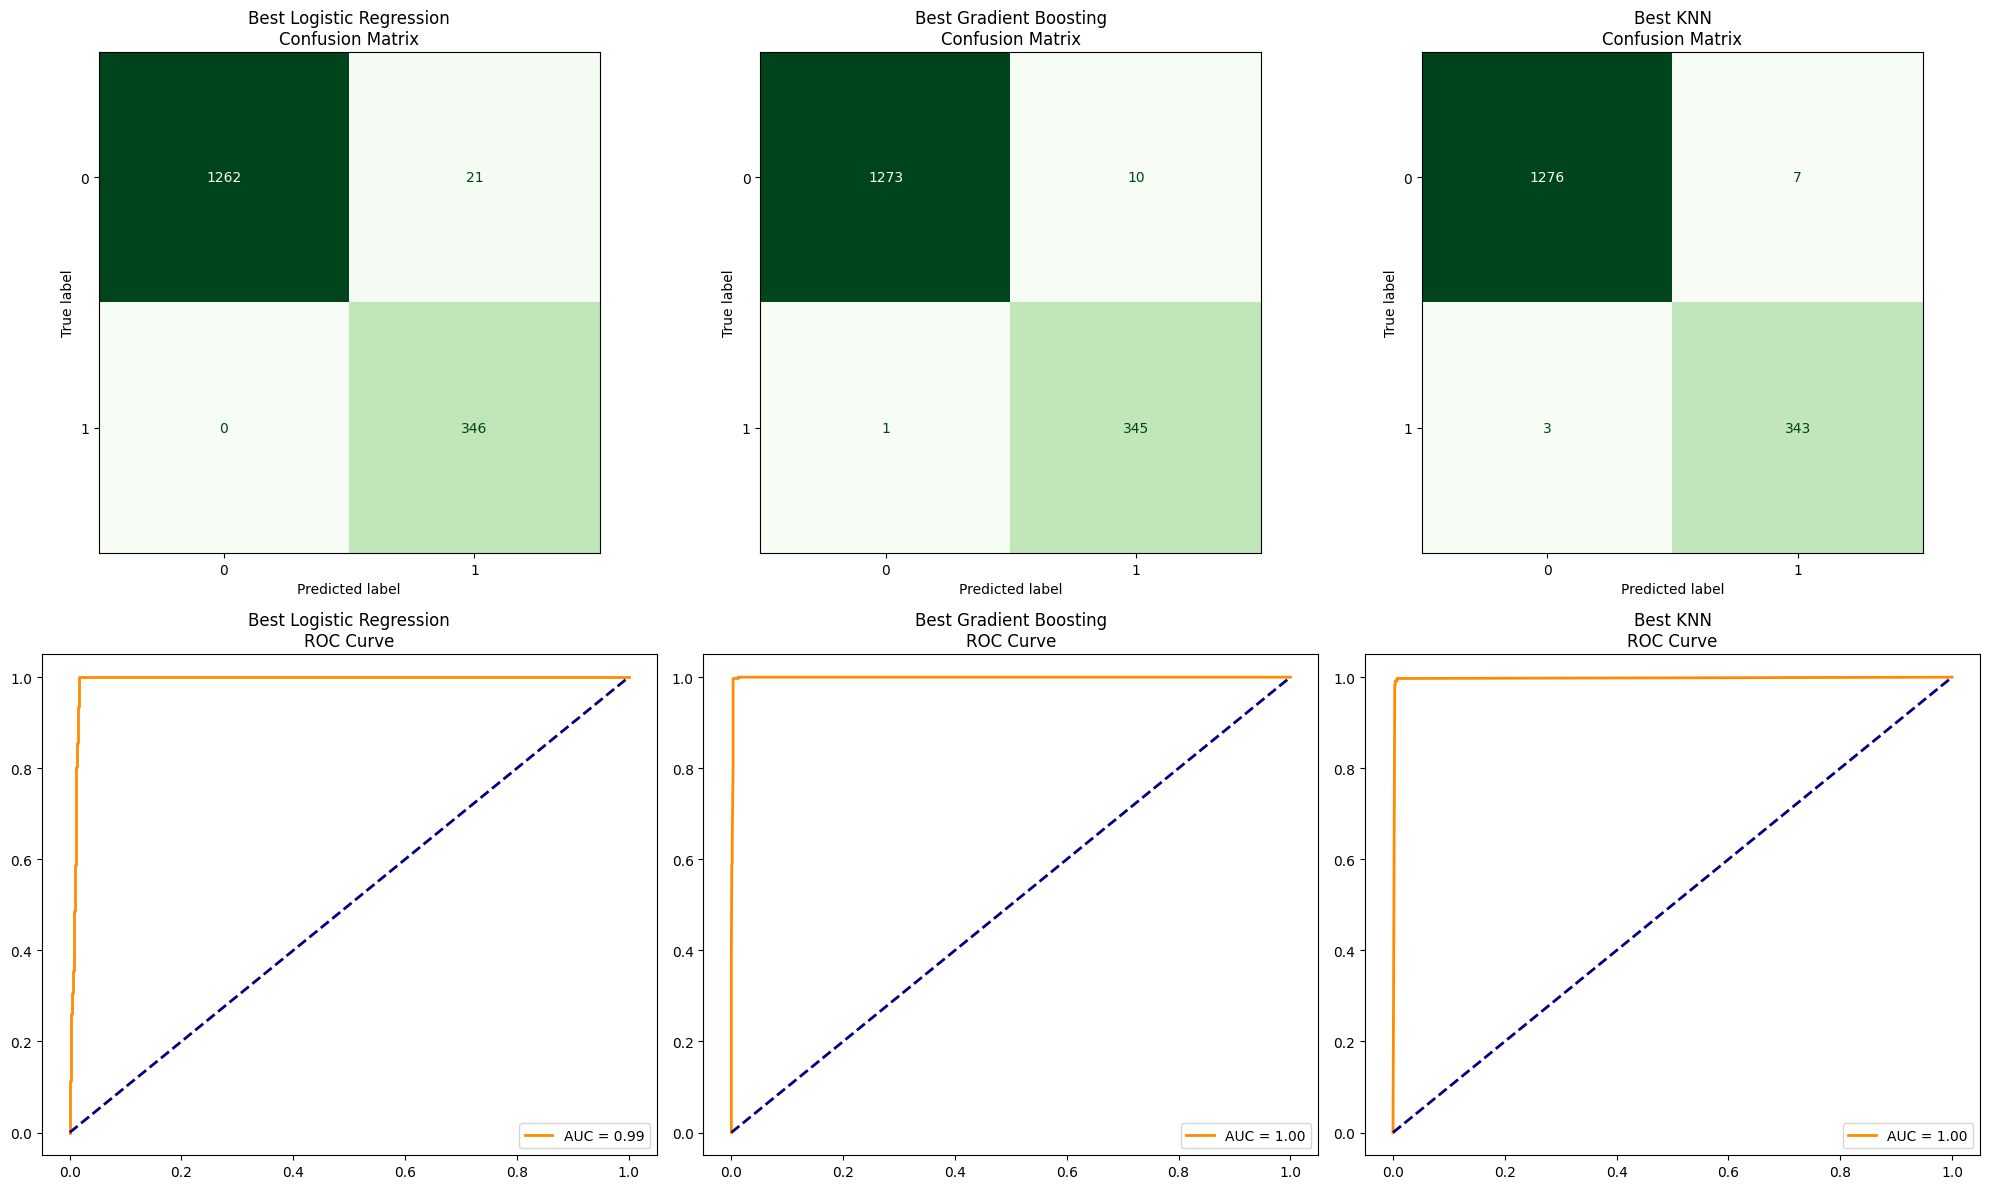 Best Logistic Regression
Confusion Matrix
True label
0
1262
21
1
0
346
0
1
Predicted label
Best Gradient Boosting
Confusion Matrix
True label
0
1273
10
1
1
345
0
1
Predicted label
Best KNN
Confusion Matrix
True label
0
1276
7
1
3
343
0
1
Predicted label
Best Logistic Regression
ROC Curve
1.0
0.8
0.6
0.4
0.2
0.0
AUC = 0.99
0.0 0.2 0.4 0.6 0.8 1.0
Best Gradient Boosting
ROC Curve
1.0
0.8
0.6
0.4
0.2
0.0
AUC = 1.00
0.0 0.2 0.4 0.6 0.8 1.0
Best KNN
ROC Curve
1.0
0.8
0.6
0.4
0.2
0.0
AUC = 1.00
0.0 0.2 0.4 0.6 0.8 1.0